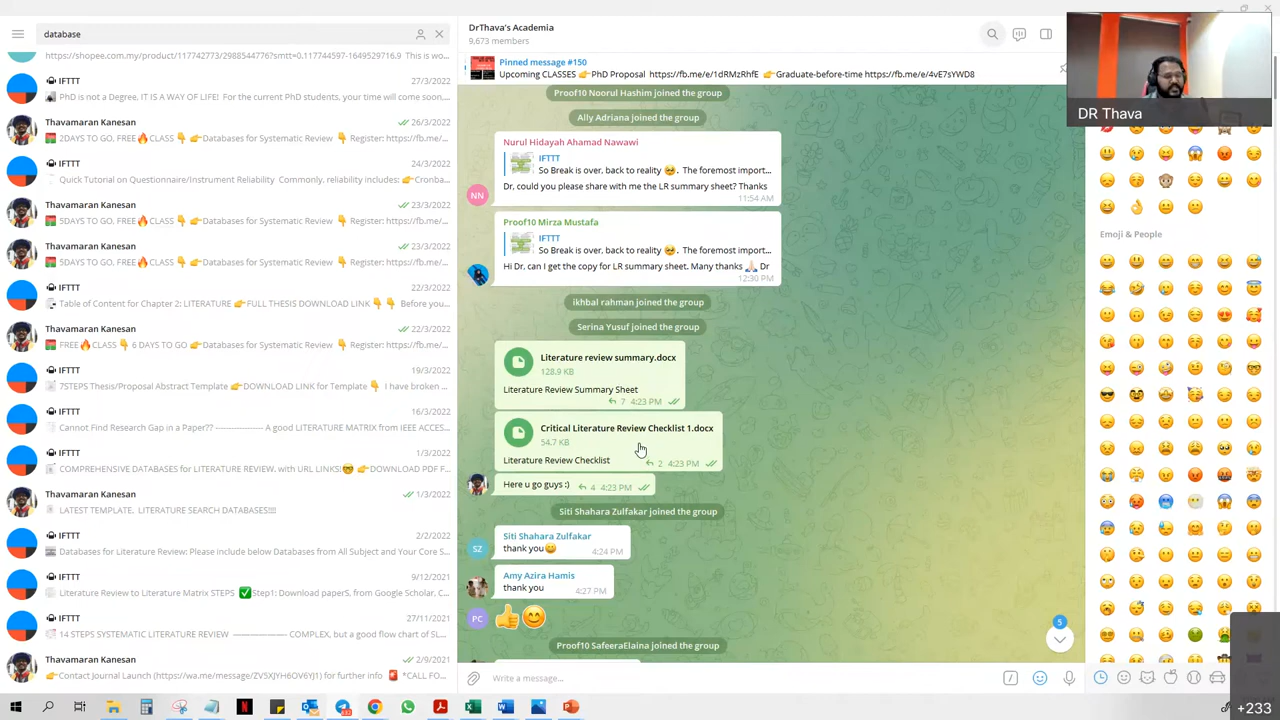 database
https://shopee.com.my/product/117742773/2988544776?smtt=0.117744597-1649529716.9 This is wo...
IFTTT
27/3/2022
PhD is not a Degree, IT IS A WAY OF LIFE! For the current PhD students, your time will come soon,...
Thavamaran Kanesan
26/3/2022
2DAYS TO GO, FREE🔥CLASS 👇 👉Databases for Systematic Review 👇 Register: https://fb.me/...
IFTTT
24/3/2022
Quick Tutorial on Questionnaire/Instrument Reliability Commonly, reliability includes: 👉Cronba...
Thavamaran Kanesan
23/3/2022
5DAYS TO GO, FREE🔥CLASS 👇 👉Databases for Systematic Review 👇 Register: https://fb.me/...
Thavamaran Kanesan
23/3/2022
5DAYS TO GO, FREE🔥CLASS 👇 👉Databases for Systematic Review 👇 Register: https://fb.me/...
IFTTT
22/3/2022
Table of Content for Chapter 2: LITERATURE 👉FULL THESIS DOWNLOAD LINK 👇 👇 Before you...
Thavamaran Kanesan
22/3/2022
FREE🔥CLASS 👇 6 DAYS TO GO 👉Databases for Systematic Review 👇 Register: https://fb.me/...
IFTTT
19/3/2022
7STEPS Thesis/Proposal Abstract Template 👉DOWNLOAD LINK for Template 👇 I have broken ...
IFTTT
16/3/2022
Cannot Find Research Gap in a Paper?? ------------- A good LITERATURE MATRIX from IEEE ACCES...
IFTTT
1/3/2022
COMPREHENSIVE DATABASES for LITERATURE REVIEW. with URL LINKS!🤓 👉DOWNLOAD PDF F...
Thavamaran Kanesan
1/3/2022
LATEST TEMPLATE, LITERATURE SEARCH DATABASES!!!
IFTTT
2/2/2022
Databases for Literature Review: Please include below Databases from All Subject and Your Core S...
IFTTT
9/12/2021
Literature Review to Literature Matrix STEPS ✅Step1: Download paperS. from Google Scholar, C...
IFTTT
27/11/2021
14 STEPS SYSTEMATIC LITERATURE REVIEW ------------- COMPLEX, but a good flow chart of SL...
Thavamaran Kanesan
2/9/2021
👉Contact Journal Launch (https://wa.me/message/ZV5XJYH6OV6YJ1) for further info 🚨 *CALL FO...
DrThava's Academia
9,673 members
Pinned message #150
Upcoming CLASSES 👉PhD Proposal https://fb.me/e/1dRMzRhfE 👉Graduate-before-time https://fb.me/e/4vE7sYWD8
Proof10 Noorul Hashim joined the group
Ally Adriana joined the group
Nurul Hidayah Ahamad Nawawi
IFTTT
So Break is over, back to reality 🥺. The foremost import...
Dr, could you please share with me the LR summary sheet? Thanks
11:54 AM
NN
Proof10 Mirza Mustafa
IFTTT
So Break is over, back to reality 🥺. The foremost import...
Hi Dr, can I get the copy for LR summary sheet. Many thanks 🙏🏻 Dr
12:30 PM
ikhbal rahman joined the group
Serina Yusuf joined the group
Literature review summary.docx
128.9 KB
Literature Review Summary Sheet
7 4:23 PM
Critical Literature Review Checklist 1.docx
54.7 KB
Literature Review Checklist
2 4:23 PM
Here u go guys :)
4 4:23 PM
Siti Shahara Zulfakar joined the group
Siti Shahara Zulfakar
SZ
thank you😄
4:24 PM
Amy Azira Hamis
thank you
4:27 PM
PC
👍😊
5
Proof10 SafeeraElaina joined the group
Write a message...
DR Thava
Emoji & People
+233